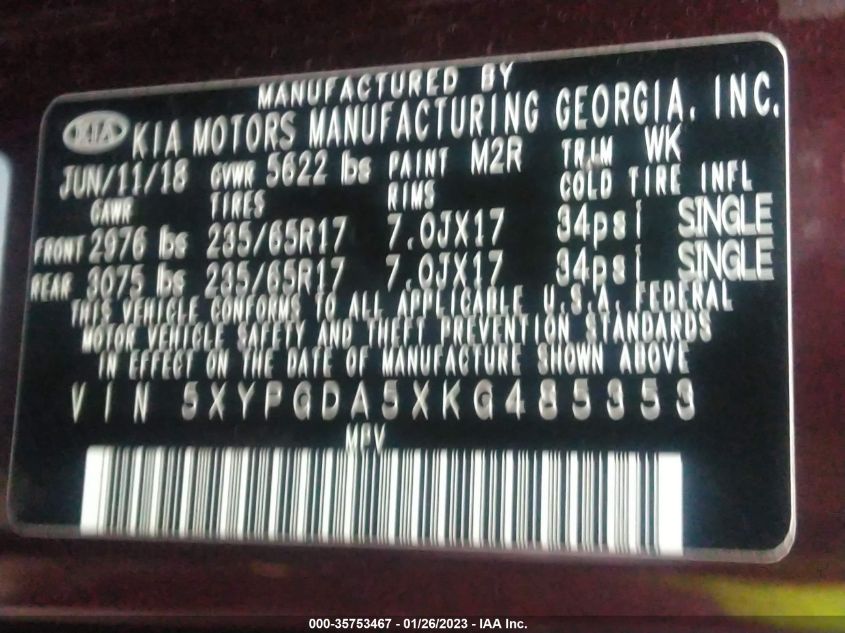 MANUFACTURED BY
KIA KIA MOTORS MANUFACTURING GEORGIA, INC.
JUN/11/18 GVWR 5622 lbs PAINT M2R TRIM WK
GAWR TIRES RIMS COLD TIRE INFL
FRONT 2976 lbs 235/65R17 7.0JX17 34psi SINGLE
REAR 3075 lbs 235/65R17 7.0JX17 34psi SINGLE
THIS VEHICLE CONFORMS TO ALL APPLICABLE U.S.A. FEDERAL
MOTOR VEHICLE SAFETY AND THEFT PREVENTION STANDARDS
IN EFFECT ON THE DATE OF MANUFACTURE SHOWN ABOVE
VIN 5XYPGDA5XKG485353
MPV
000-35753467 - 01/26/2023 - IAA Inc.